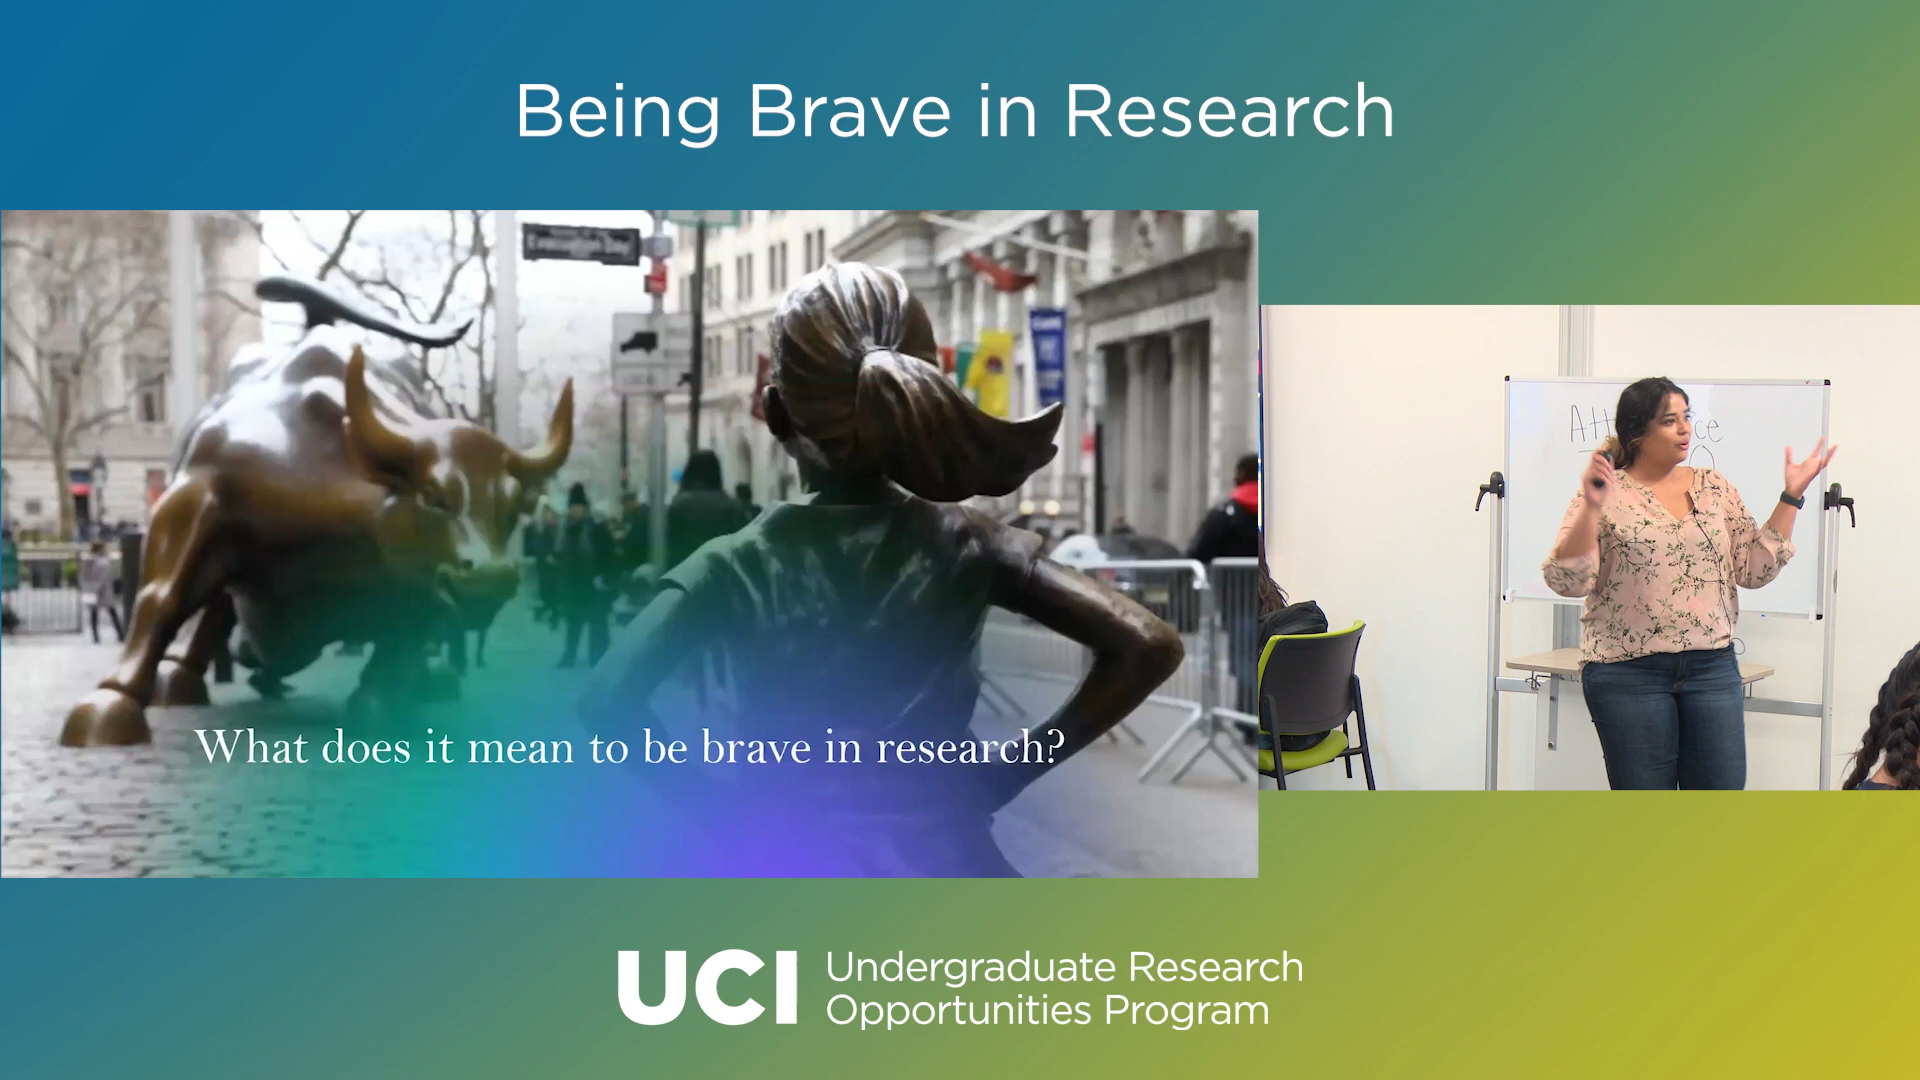 Being Brave in Research
What does it mean to be brave in research?
UCI
Undergraduate Research
Opportunities Program